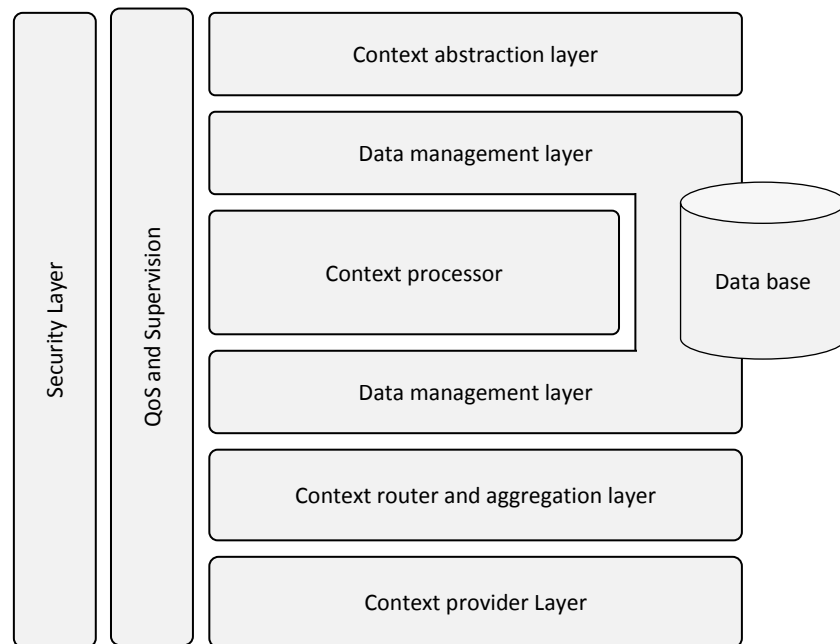 Security Layer
QoS and Supervision
Context abstraction layer
Data management layer
Context processor
Data base
Data management layer
Context router and aggregation layer
Context provider Layer